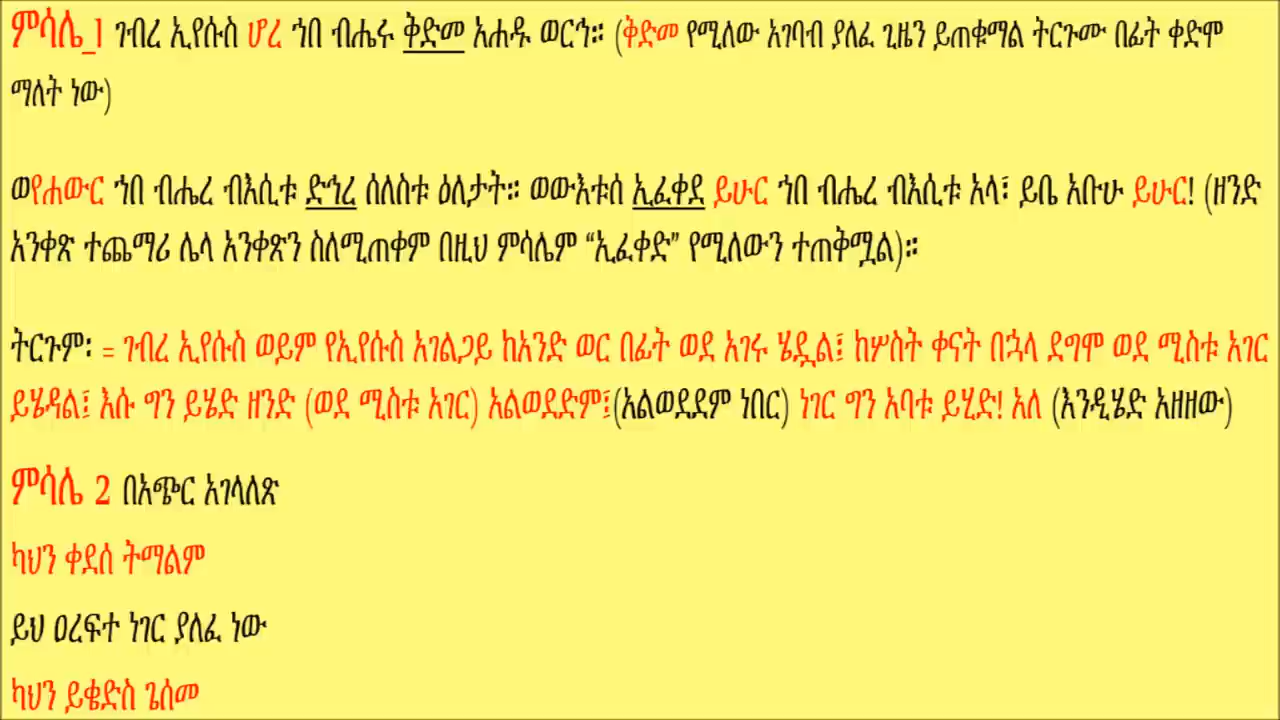 ምሳሌ_1 ገብረ ኢየሱስ ሖረ ኀበ ብሔሩ ቅድመ አሐዱ ወርኅ። (ቅድመ የሚለው አገባብ ያለፈ ጊዜን ይጠቁማል ትርጉሙ በፊት ቀድሞ
ማለት ነው)
ወየሐውር ኀበ ብሔረ ብእሲቱ ድኅረ ሰለስቱ ዕለታት። ወውእቱሰ ኢፈቀደ ይሁር ኀበ ብሔረ ብእሲቱ አላ፣ ይቤ አቡሁ ይሁር! (ዘንድ
አንቀጽ ተጨማሪ ሌላ አንቀጽን ስለሚጠቀም በዚህ ምሳሌም “ኢፈቀድ” የሚለውን ተጠቅሟል)።
ትርጉም፡ = ገብረ ኢየሱስ ወይም የኢየሱስ አገልጋይ ከአንድ ወር በፊት ወደ አገሩ ሄዷል፤ ከሦስት ቀናት በኋላ ደግሞ ወደ ሚስቱ አገር
ይሄዳል፤ እሱ ግን ይሄድ ዘንድ (ወደ ሚስቱ አገር) አልወደድም፤(አልወደደም ነበር) ነገር ግን አባቱ ይሂድ! አለ (እንዲሄድ አዘዘው)
ምሳሌ 2 በአጭር አገላለጽ
ካህን ቀደሰ ትማልም
ይህ ዐረፍተ ነገር ያለፈ ነው
ካህን ይቄድስ ጌሰመ